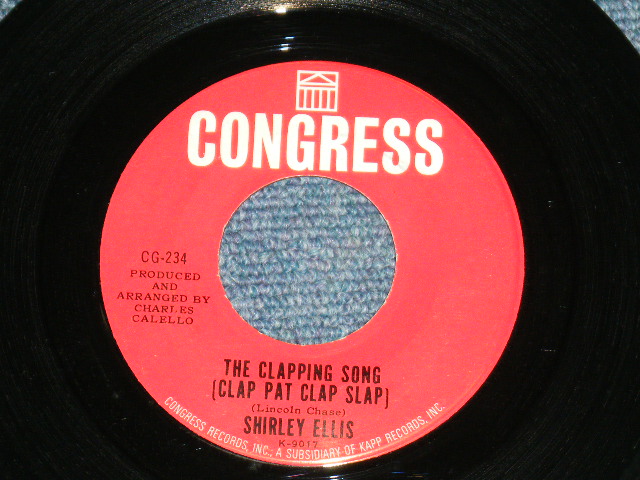 CONGRESS
CG-234
PRODUCED
AND
ARRANGED BY
CHARLES
CALELLO
THE CLAPPING SONG
(CLAP PAT CLAP SLAP)
(Lincoln Chase)
SHIRLEY ELLIS
K-9017
CONGRESS RECORDS, INC., A SUBSIDIARY OF KAPP RECORDS, INC.